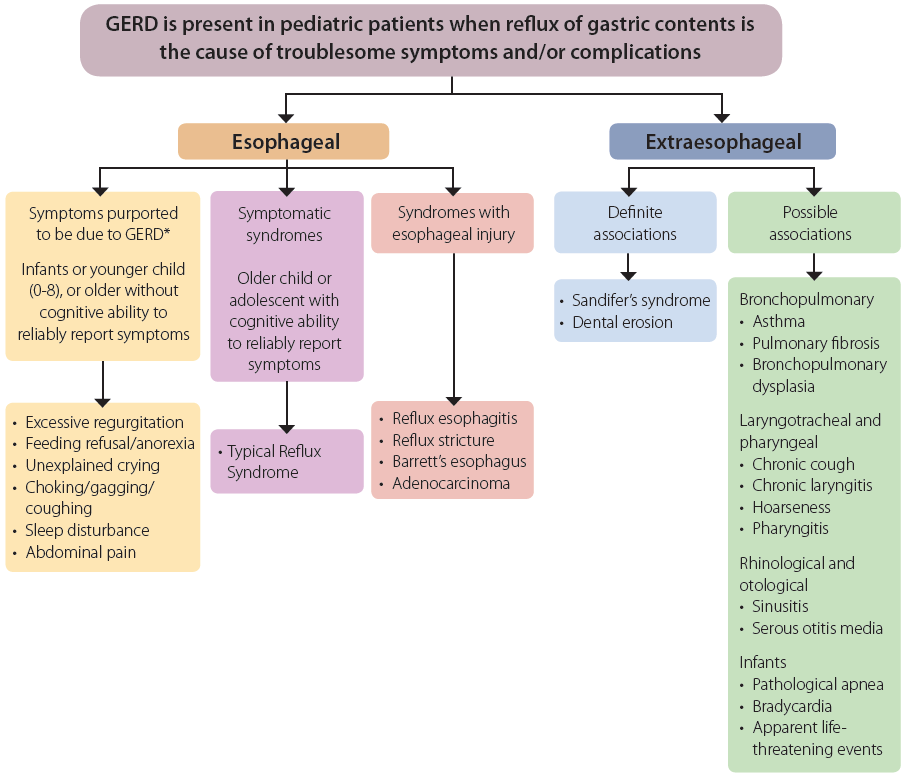 GERD is present in pediatric patients when reflux of gastric contents is
the cause of troublesome symptoms and/or complications
Esophageal
Extraesophageal
Symptoms purported
to be due to GERD*
Infants or younger child
(0-8), or older without
cognitive ability to
reliably report symptoms
Symptomatic
syndromes
Older child or
adolescent with
cognitive ability
to reliably report
symptoms
Syndromes with
esophageal injury
Definite
associations
Possible
associations
• Excessive regurgitation
• Feeding refusal/anorexia
• Unexplained crying
• Choking/gagging/
coughing
• Sleep disturbance
• Abdominal pain
• Typical Reflux
Syndrome
• Reflux esophagitis
• Reflux stricture
• Barrett's esophagus
• Adenocarcinoma
• Sandifer's syndrome
• Dental erosion
Bronchopulmonary
• Asthma
• Pulmonary fibrosis
• Bronchopulmonary
dysplasia
Laryngotracheal and
pharyngeal
• Chronic cough
• Chronic laryngitis
• Hoarseness
• Pharyngitis
Rhinological and
otological
• Sinusitis
• Serous otitis media
Infants
• Pathological apnea
• Bradycardia
• Apparent life-
threatening events